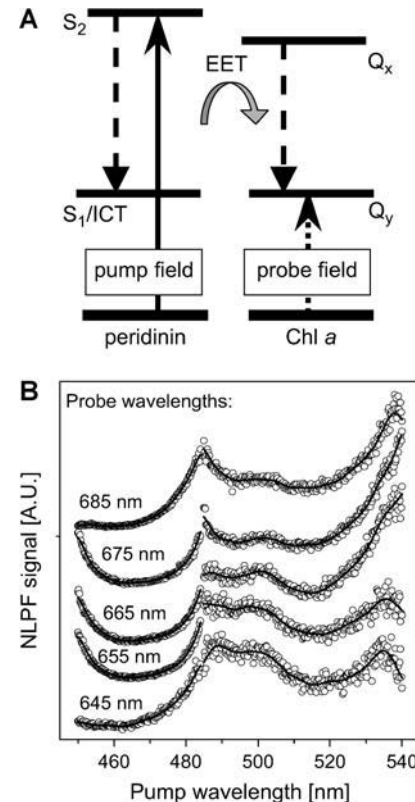 A
S2
EET
Qx
S1/ICT
Qy
pump field
probe field
peridinin
Chl a
B
Probe wavelengths:
685 nm
675 nm
665 nm
655 nm
645 nm
NLPF signal [A.U.]
460 480 500 520 540
Pump wavelength [nm]